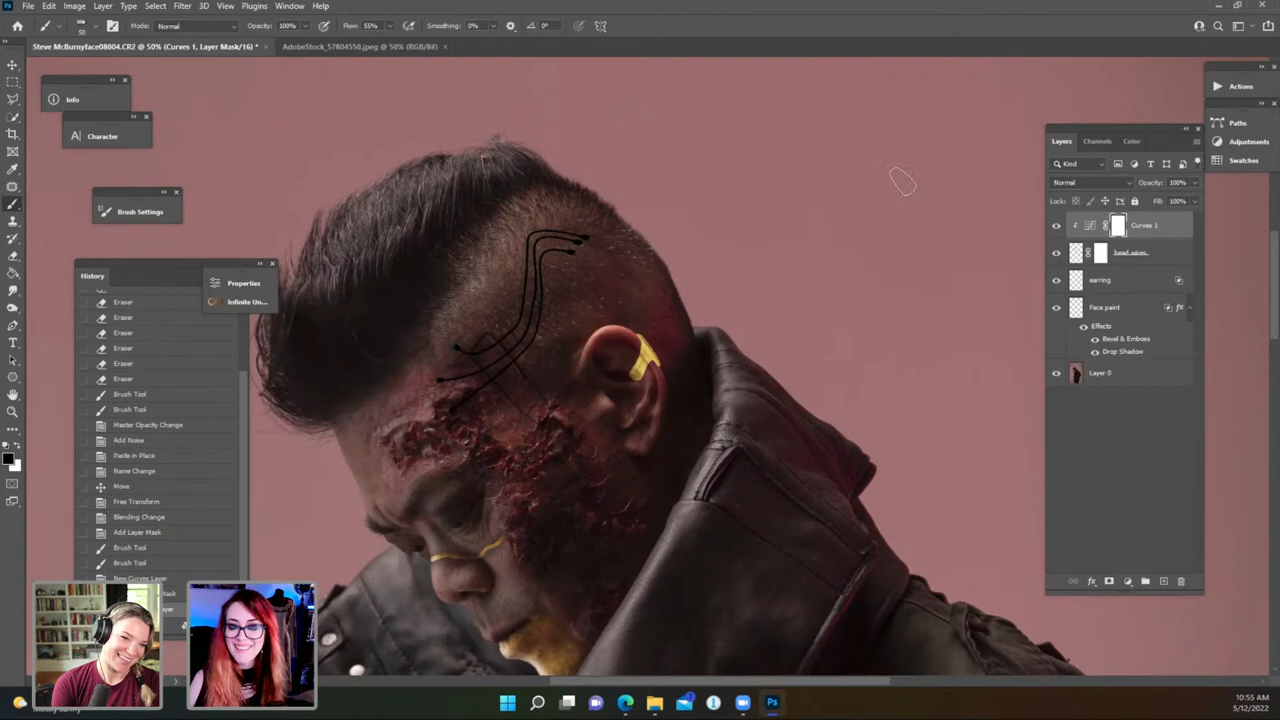 Ps File Edit Image Layer Type Select Filter 3D View Plugins Window Help
50 Mode: Normal Opacity: 100% Flow: 55% Smoothing: 0% 0°
Steve McBurnyface08004.CR2 @ 50% (Curves 1, Layer Mask/16) * × AdobeStock_57804550.jpeg @ 50% (RGB/8#) ×
Info
A Character
Brush Settings
History
Properties
Infinite Un...
Eraser
Eraser
Eraser
Eraser
Eraser
Eraser
Brush Tool
Brush Tool
Master Opacity Change
Add Noise
Paste in Place
Name Change
Move
Free Transform
Blending Change
Add Layer Mask
Brush Tool
Brush Tool
New Curves Layer
Actions
Paths
Adjustments
Swatches
Layers Channels Color
Kind
Normal Opacity: 100%
Lock: Fill: 100%
Curves 1
head wires
earring
Face paint fx
Effects
Bevel & Emboss
Drop Shadow
Layer 0
10:55 AM
5/12/2022